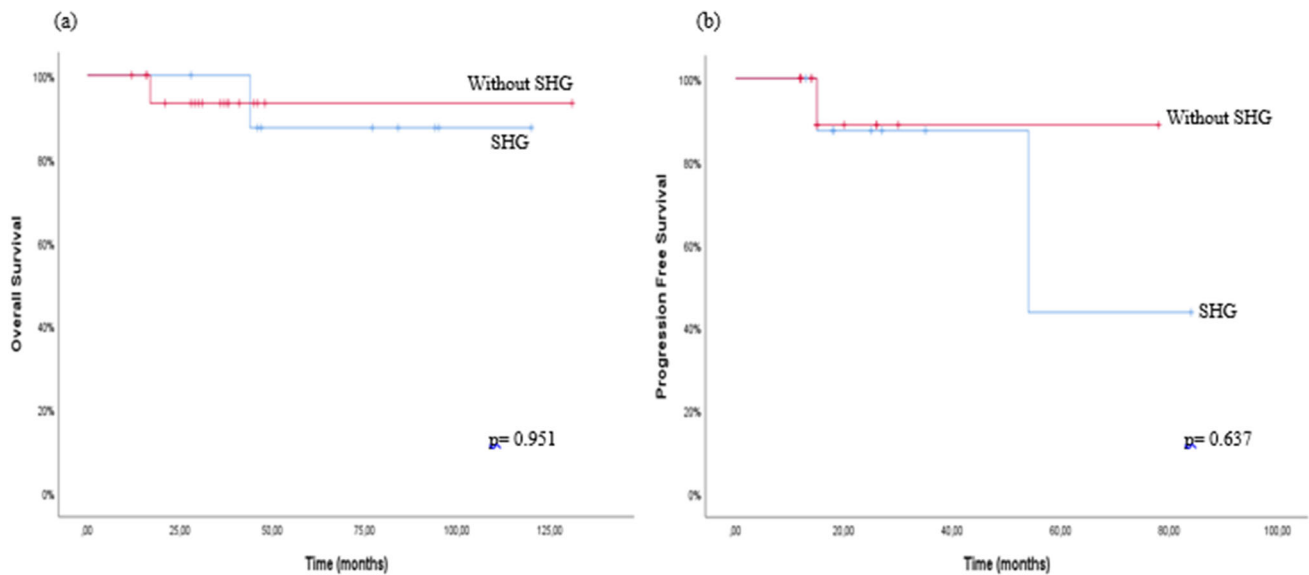 (a)
Overall Survival
100%
80%
60%
40%
20%
0%
Without SHG
SHG
p= 0.951
,00 25,00 50,00 75,00 100,00 125,00
Time (months)
(b)
Progression Free Survival
100%
80%
60%
40%
20%
0%
Without SHG
SHG
p= 0.637
,00 20,00 40,00 60,00 80,00 100,00
Time (months)